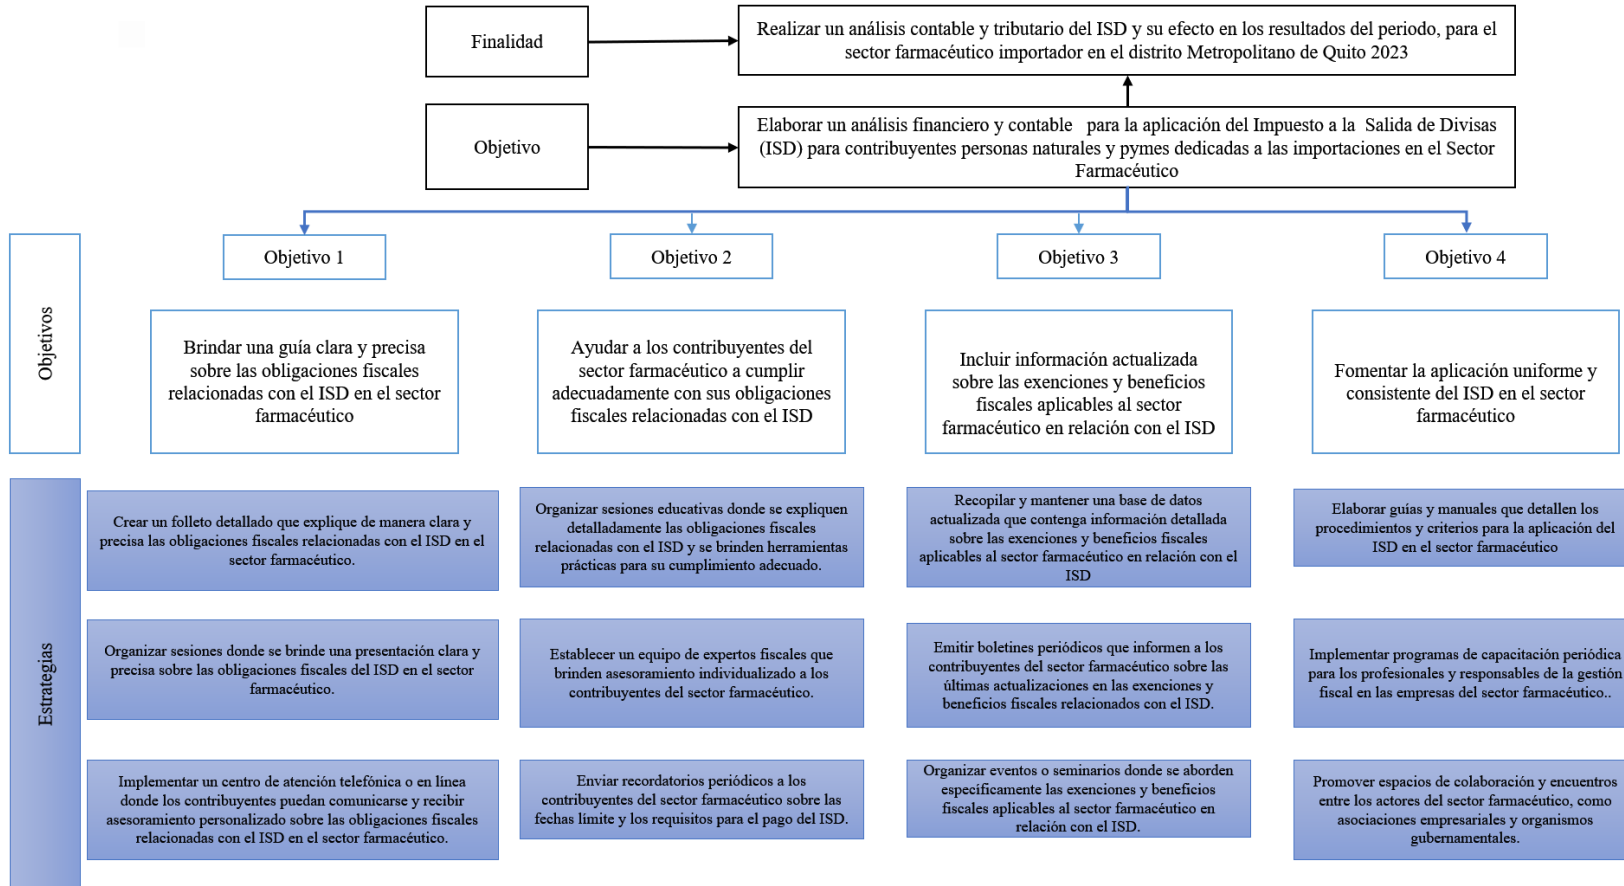 Finalidad
Realizar un análisis contable y tributario del ISD y su efecto en los resultados del periodo, para el
sector farmacéutico importador en el distrito Metropolitano de Quito 2023
Objetivo
Elaborar un análisis financiero y contable para la aplicación del Impuesto a la Salida de Divisas
(ISD) para contribuyentes personas naturales y pymes dedicadas a las importaciones en el Sector
Farmacéutico
Objetivos
Objetivo 1
Objetivo 2
Objetivo 3
Objetivo 4
Brindar una guía clara y precisa
sobre las obligaciones fiscales
relacionadas con el ISD en el sector
farmacéutico
Ayudar a los contribuyentes del
sector farmacéutico a cumplir
adecuadamente con sus obligaciones
fiscales relacionadas con el ISD
Incluir información actualizada
sobre las exenciones y beneficios
fiscales aplicables al sector
farmacéutico en relación con el ISD
Fomentar la aplicación uniforme y
consistente del ISD en el sector
farmacéutico
Estrategias
Crear un folleto detallado que explique de manera clara y
precisa las obligaciones fiscales relacionadas con el ISD en el
sector farmacéutico.
Organizar sesiones educativas donde se expliquen
detalladamente las obligaciones fiscales
relacionadas con el ISD y se brinden herramientas
prácticas para su cumplimiento adecuado.
Recopilar y mantener una base de datos
actualizada que contenga información detallada
sobre las exenciones y beneficios fiscales
aplicables al sector farmacéutico en relación con el
ISD
Elaborar guías y manuales que detallen los
procedimientos y criterios para la aplicación del
ISD en el sector farmacéutico
Organizar sesiones donde se brinde una presentación clara y
precisa sobre las obligaciones fiscales del ISD en el sector
farmacéutico.
Establecer un equipo de expertos fiscales que
brinden asesoramiento individualizado a los
contribuyentes del sector farmacéutico.
Emitir boletines periódicos que informen a los
contribuyentes del sector farmacéutico sobre las
últimas actualizaciones en las exenciones y
beneficios fiscales relacionados con el ISD.
Implementar programas de capacitación periódica
para los profesionales y responsables de la gestión
fiscal en las empresas del sector farmacéutico..
Implementar un centro de atención telefónica o en línea
donde los contribuyentes puedan comunicarse y recibir
asesoramiento personalizado sobre las obligaciones fiscales
relacionadas con el ISD en el sector farmacéutico.
Enviar recordatorios periódicos a los
contribuyentes del sector farmacéutico sobre las
fechas límite y los requisitos para el pago del ISD.
Organizar eventos o seminarios donde se aborden
específicamente las exenciones y beneficios
fiscales aplicables al sector farmacéutico en
relación con el ISD.
Promover espacios de colaboración y encuentros
entre los actores del sector farmacéutico, como
asociaciones empresariales y organismos
gubernamentales.